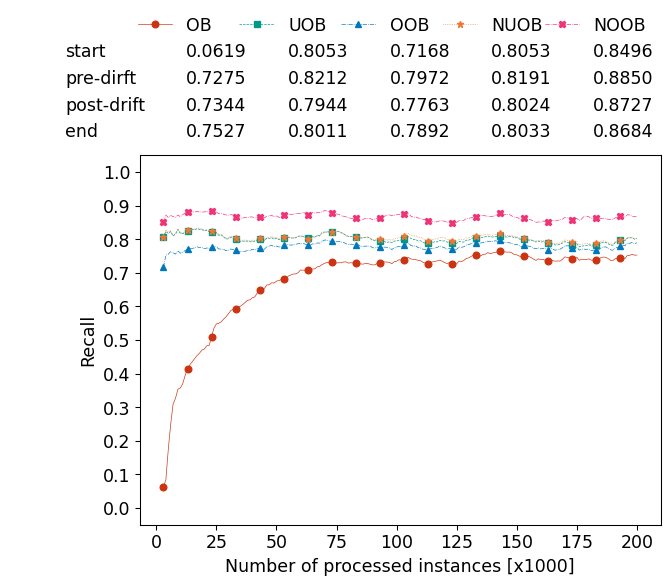 OB UOB OOB NUOB NOOB
start 0.0619 0.8053 0.7168 0.8053 0.8496
pre-dirft 0.7275 0.8212 0.7972 0.8191 0.8850
post-drift 0.7344 0.7944 0.7763 0.8024 0.8727
end 0.7527 0.8011 0.7892 0.8033 0.8684
1.0
0.9
0.8
0.7
0.6
0.5
0.4
0.3
0.2
0.1
0.0
Recall
0 25 50 75 100 125 150 175 200
Number of processed instances [x1000]